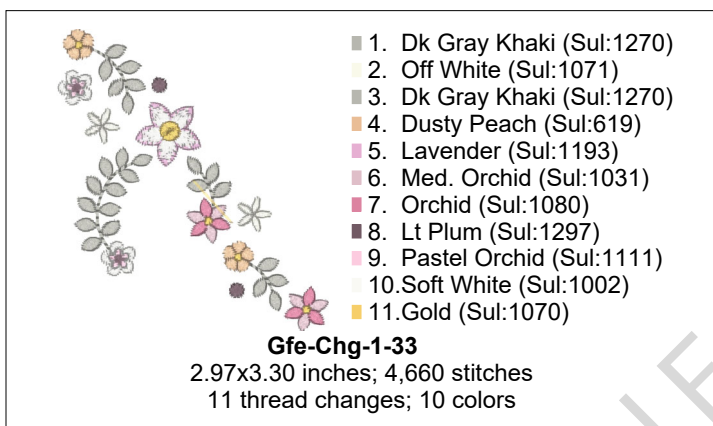 1. Dk Gray Khaki (Sul:1270)
2. Off White (Sul:1071)
3. Dk Gray Khaki (Sul:1270)
4. Dusty Peach (Sul:619)
5. Lavender (Sul:1193)
6. Med. Orchid (Sul:1031)
7. Orchid (Sul:1080)
8. Lt Plum (Sul:1297)
9. Pastel Orchid (Sul:1111)
10.Soft White (Sul:1002)
11.Gold (Sul:1070)
Gfe-Chg-1-33
2.97x3.30 inches; 4,660 stitches
11 thread changes; 10 colors